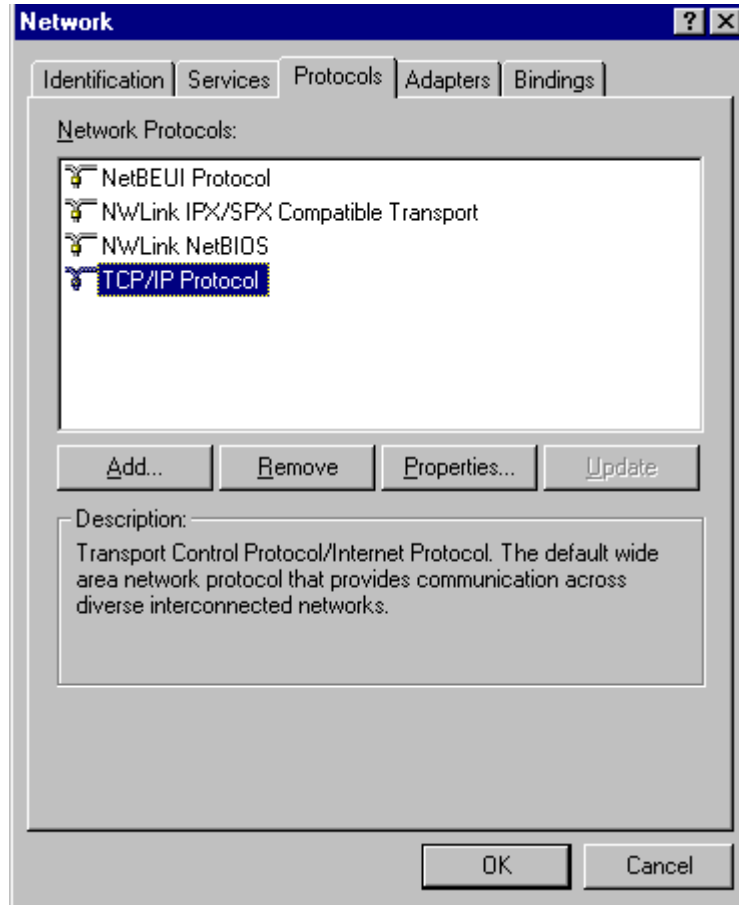 Network
Identification Services Protocols Adapters Bindings
Network Protocols:
NetBEUI Protocol
NWLink IPX/SPX Compatible Transport
NWLink NetBIOS
TCP/IP Protocol
Add... Remove Properties... Update
Description:
Transport Control Protocol/Internet Protocol. The default wide
area network protocol that provides communication across
diverse interconnected networks.
OK Cancel